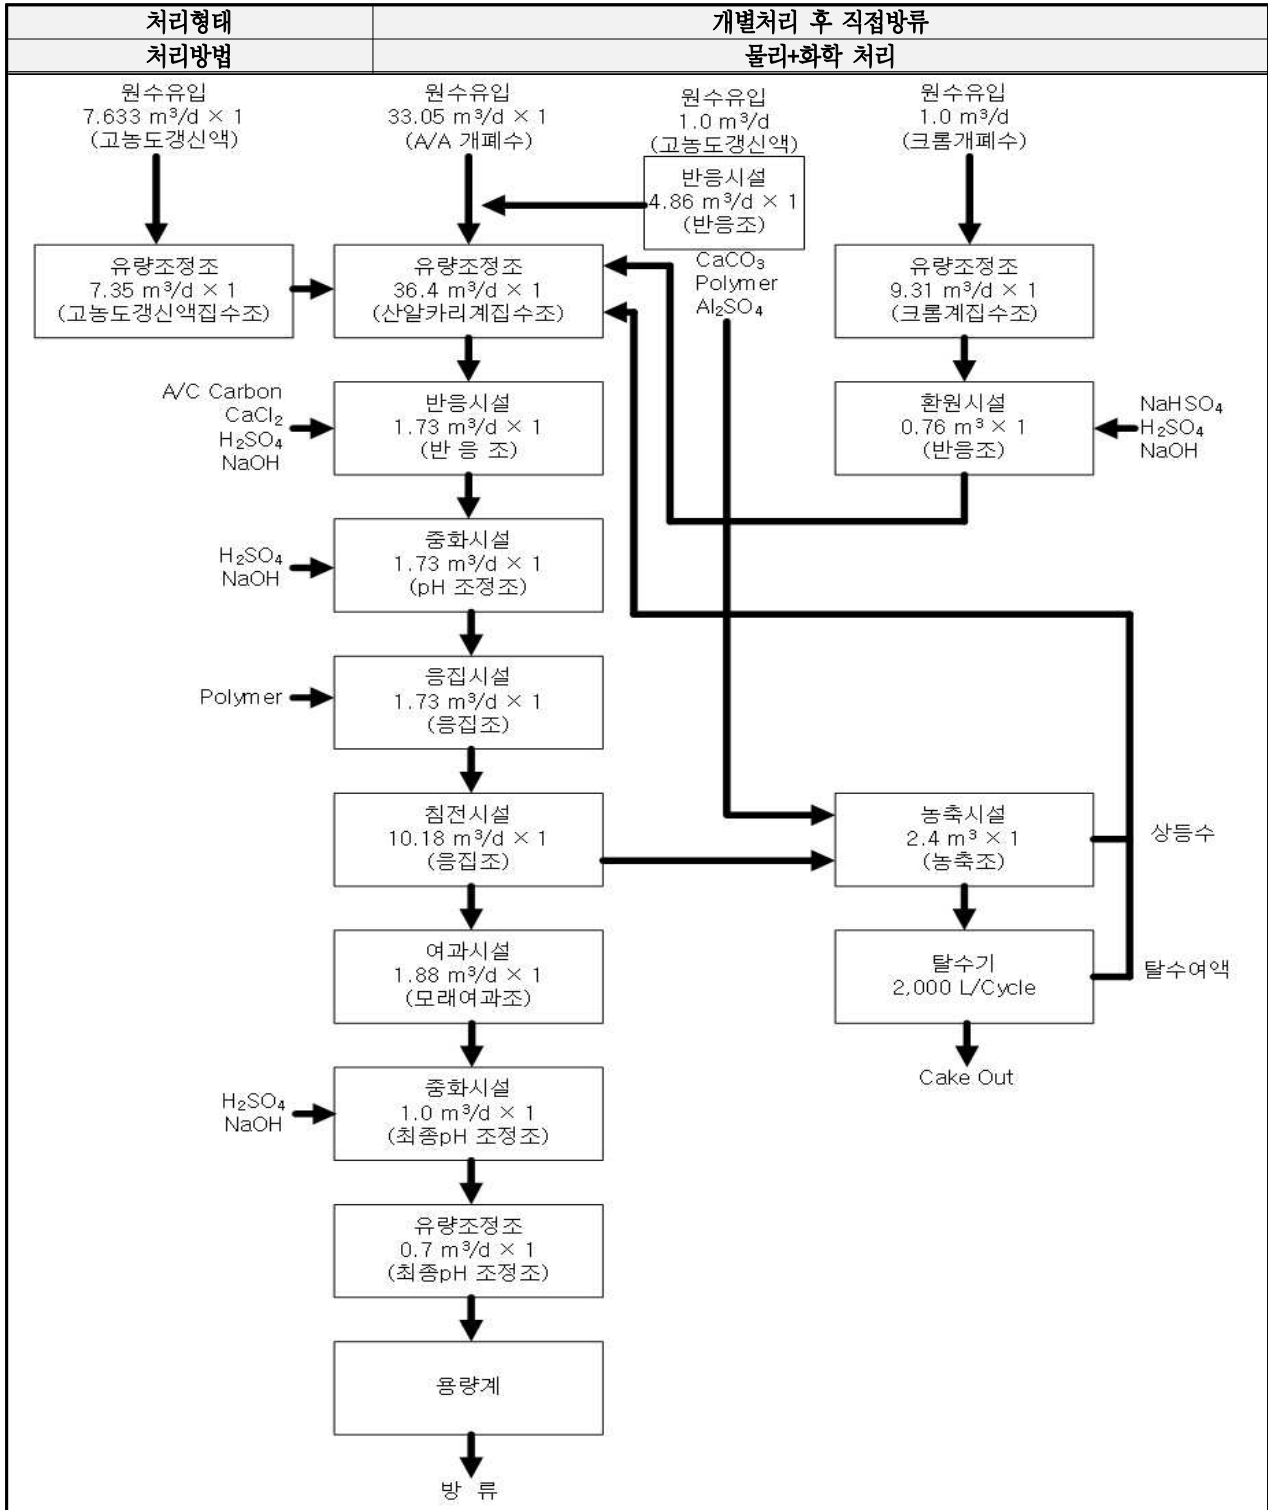 처리형태
개별처리 후 직접방류
처리방법
물리+화학 처리
원수유입
7.633 m³/d × 1
(고농도갱신액)
원수유입
33.05 m³/d × 1
(A/A 개폐수)
원수유입
1.0 m³/d
(고농도갱신액)
원수유입
1.0 m³/d
(크롬개폐수)
반응시설
4.86 m³/d × 1
(반응조)
CaCO₃
Polymer
Al₂SO₄
유량조정조
7.35 m³/d × 1
(고농도갱신액집수조)
유량조정조
36.4 m³/d × 1
(산알카리계집수조)
유량조정조
9.31 m³/d × 1
(크롬계집수조)
A/C Carbon
CaCl₂
H₂SO₄
NaOH
반응시설
1.73 m³/d × 1
(반 응 조)
환원시설
0.76 m³ × 1
(반응조)
NaHSO₄
H₂SO₄
NaOH
H₂SO₄
NaOH
중화시설
1.73 m³/d × 1
(pH 조정조)
Polymer
응집시설
1.73 m³/d × 1
(응집조)
침전시설
10.18 m³/d × 1
(응집조)
농축시설
2.4 m³ × 1
(농축조)
상등수
여과시설
1.88 m³/d × 1
(모래여과조)
탈수기
2,000 L/Cycle
탈수여액
Cake Out
H₂SO₄
NaOH
중화시설
1.0 m³/d × 1
(최종pH 조정조)
유량조정조
0.7 m³/d × 1
(최종pH 조정조)
용량계
방 류